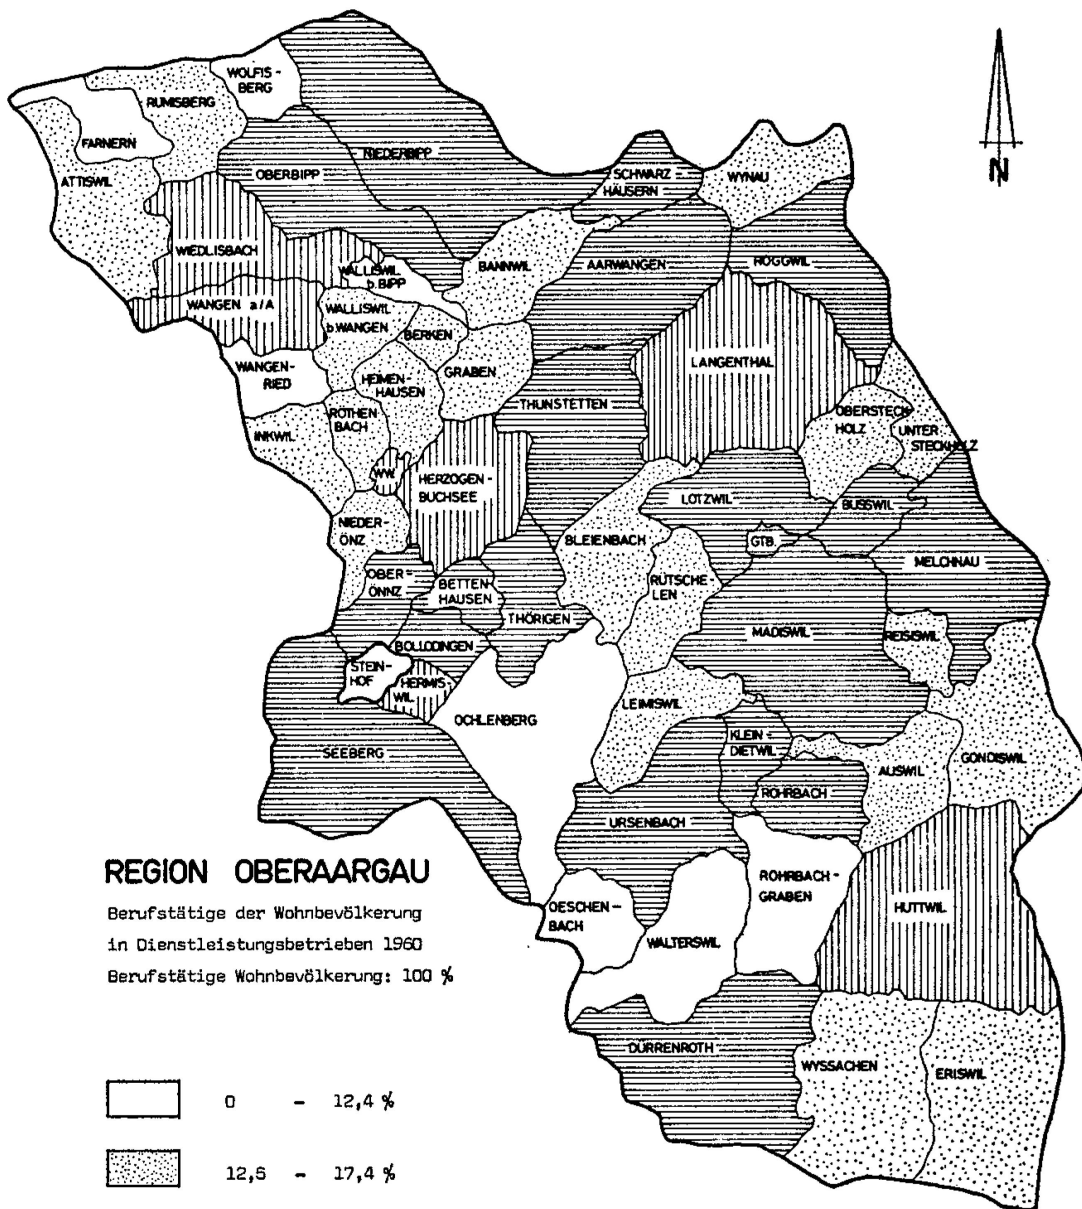 WOLFIS-
BERG
RUMISBERG
FARNERN
ATTISWIL
NIEDERBIPP
OBERBIPP
SCHWARZ-
HÄUSERN
WYNAU
N
WIEDLISBACH
WALLISWIL
b. BIPP
BANNWIL
AARWANGEN
ROGGWIL
WANGEN a/A
WALLISWIL
b. WANGEN
BERKEN
GRABEN
LANGENTHAL
WANGEN-
RIED
HEIMEN-
HAUSEN
THUNSTETTEN
RÖTHEN
BACH
INKWIL
OBERSTECK
HOLZ
UNTER
STECKHOLZ
WW.
HERZOGEN-
BUCHSEE
LOTZWIL
BUSSWIL
NIEDER-
ÖNZ
BLEIENBACH
GTB.
MELCHNAU
OBER=
ÖNNZ
BETTEN-
HAUSEN
RÜTSCHE
LEN
THÖRIGEN
MADISWIL
REISISWIL
BOLLODINGEN
STEIN-
HOF
HERMIS
WIL
OCHLENBERG
LEIMISWIL
SEEBERG
KLEIN-
DIETWIL
AUSWIL
GONDISWIL
ROHRBACH
URSENBACH
ROHRBACH-
GRABEN
OESCHEN-
BACH
WALTERSWIL
HUTTWIL
DÜRRENROTH
WYSSACHEN
ERISWIL
REGION OBERAARGAU
Berufstätige der Wohnbevölkerung
in Dienstleistungsbetrieben 1960
Berufstätige Wohnbevölkerung: 100 %
0 - 12,4 %
12,5 - 17,4 %